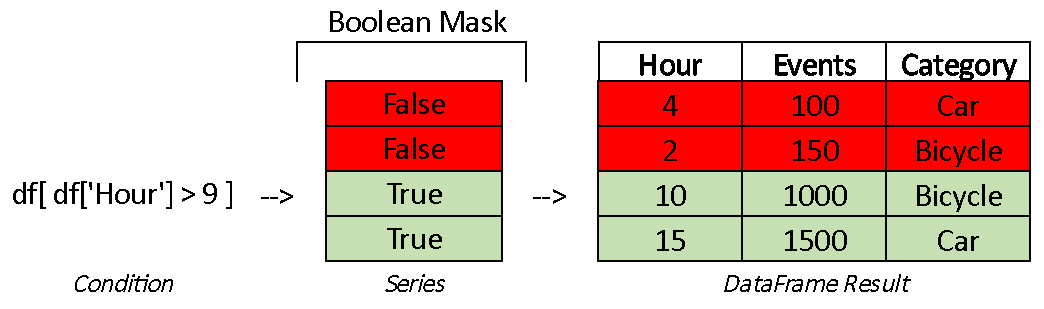 Boolean Mask
Hour Events Category
False 4 100 Car
False 2 150 Bicycle
df[ df['Hour'] > 9 ] --> True --> 10 1000 Bicycle
True 15 1500 Car
Condition Series DataFrame Result